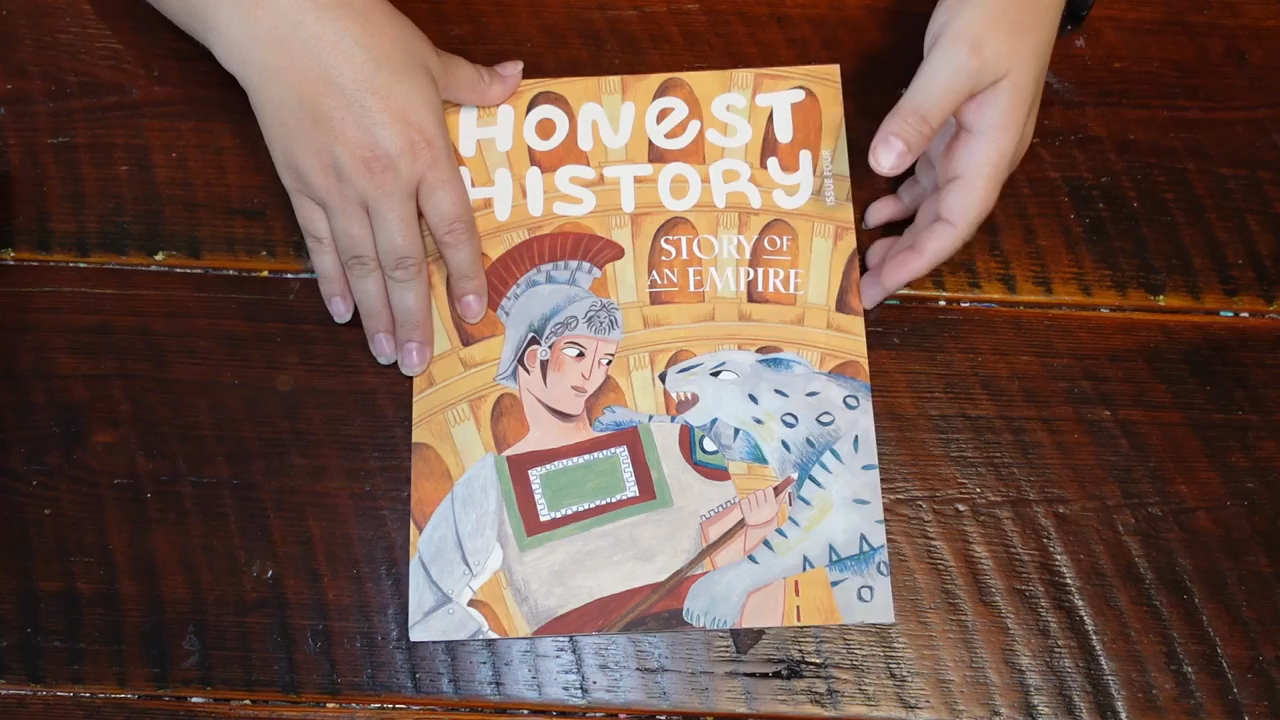 HONEST
HISTORY
ISSUE FOUR
STORY OF
AN EMPIRE